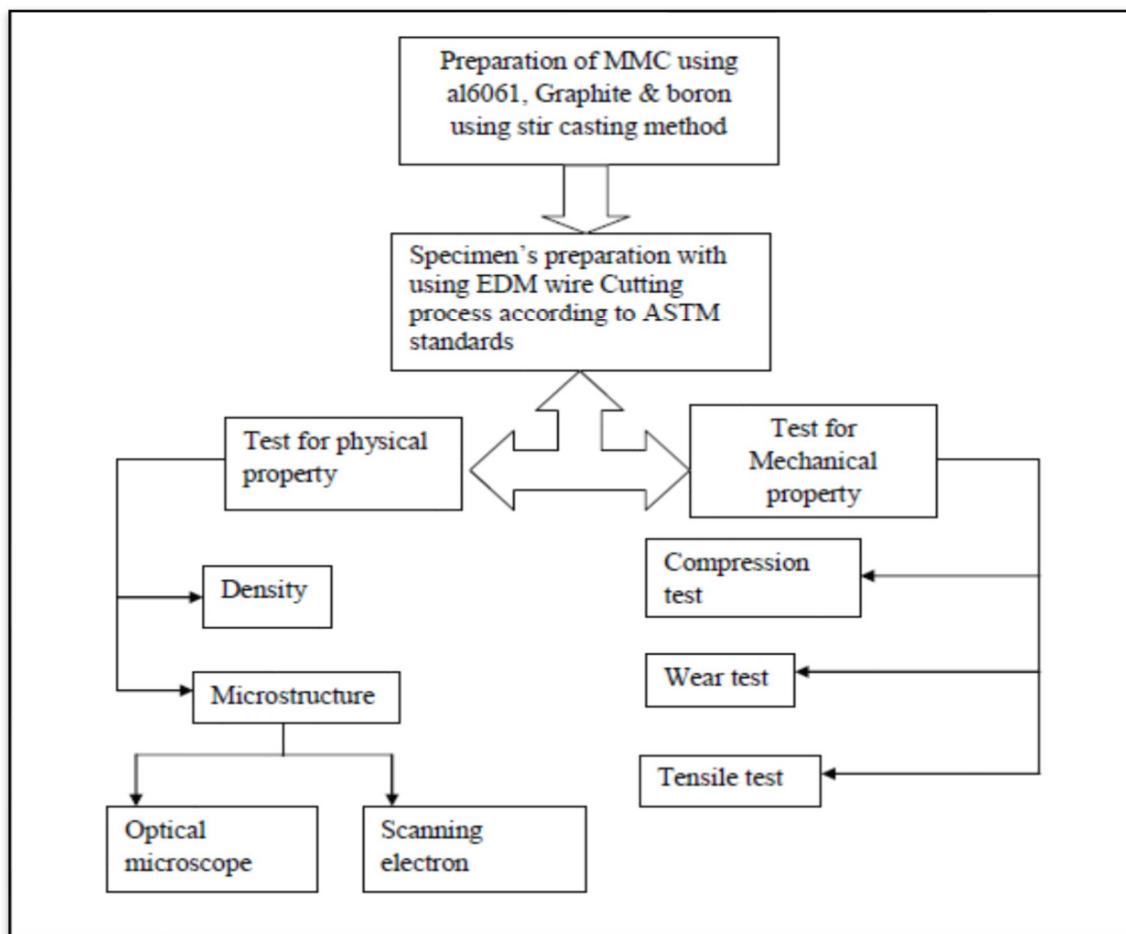 Preparation of MMC using
al6061, Graphite & boron
using stir casting method
Specimen’s preparation with
using EDM wire Cutting
process according to ASTM
standards
Test for physical
property
Test for
Mechanical
property
Density
Microstructure
Optical
microscope
Scanning
electron
Compression
test
Wear test
Tensile test